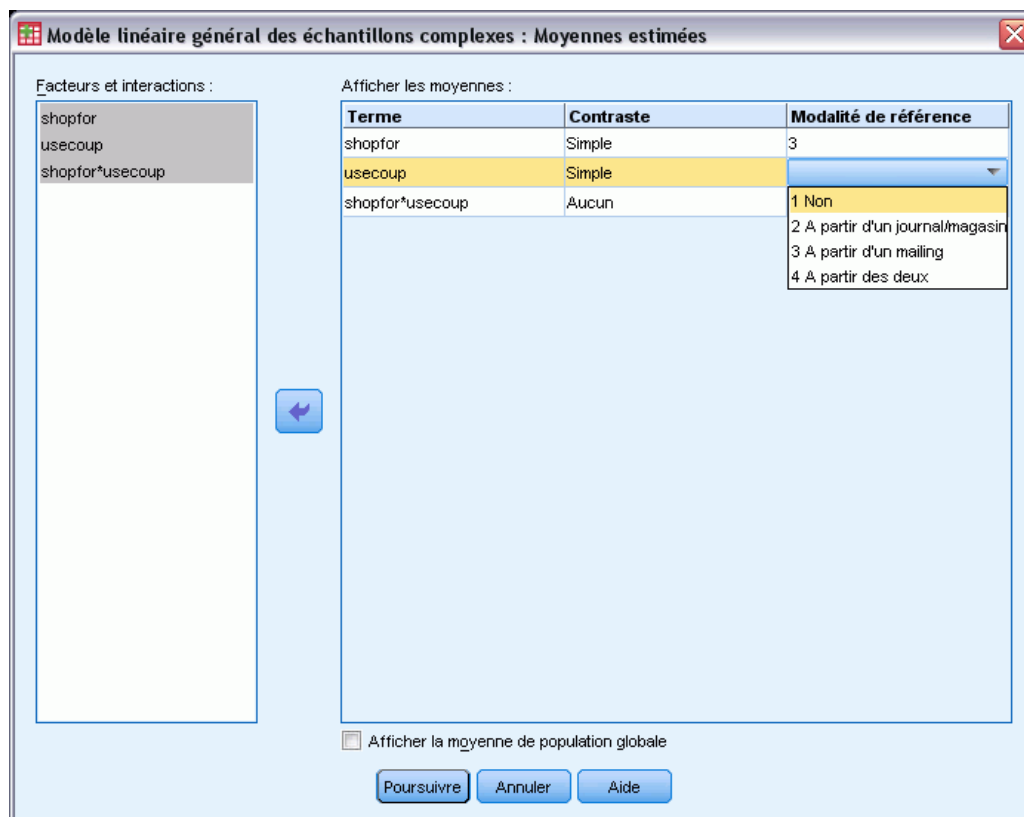 Modèle linéaire général des échantillons complexes : Moyennes estimées
Facteurs et interactions :
shopfor
usecoup
shopfor*usecoup
Afficher les moyennes :
Terme Contraste Modalité de référence
shopfor Simple 3
usecoup Simple
shopfor*usecoup Aucun
1 Non
2 A partir d'un journal/magasin
3 A partir d'un mailing
4 A partir des deux
Afficher la moyenne de population globale
Poursuivre Annuler Aide